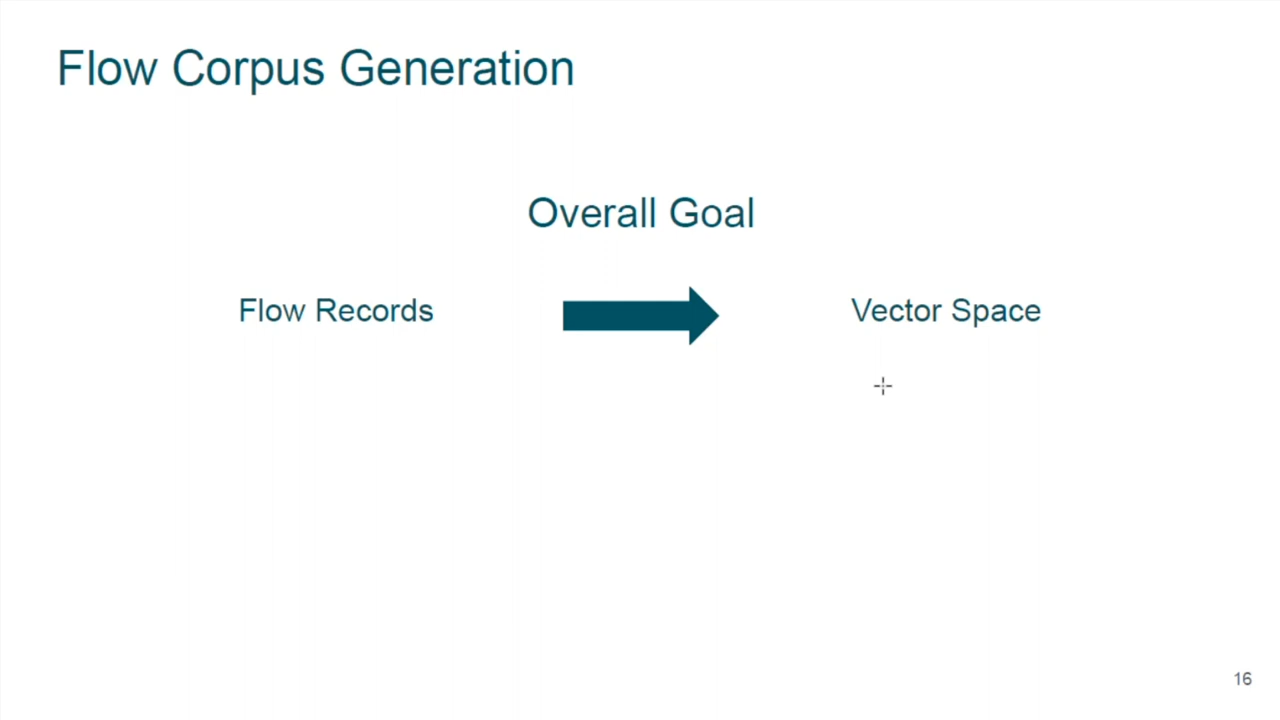 Flow Corpus Generation
Overall Goal
Flow Records
Vector Space
16